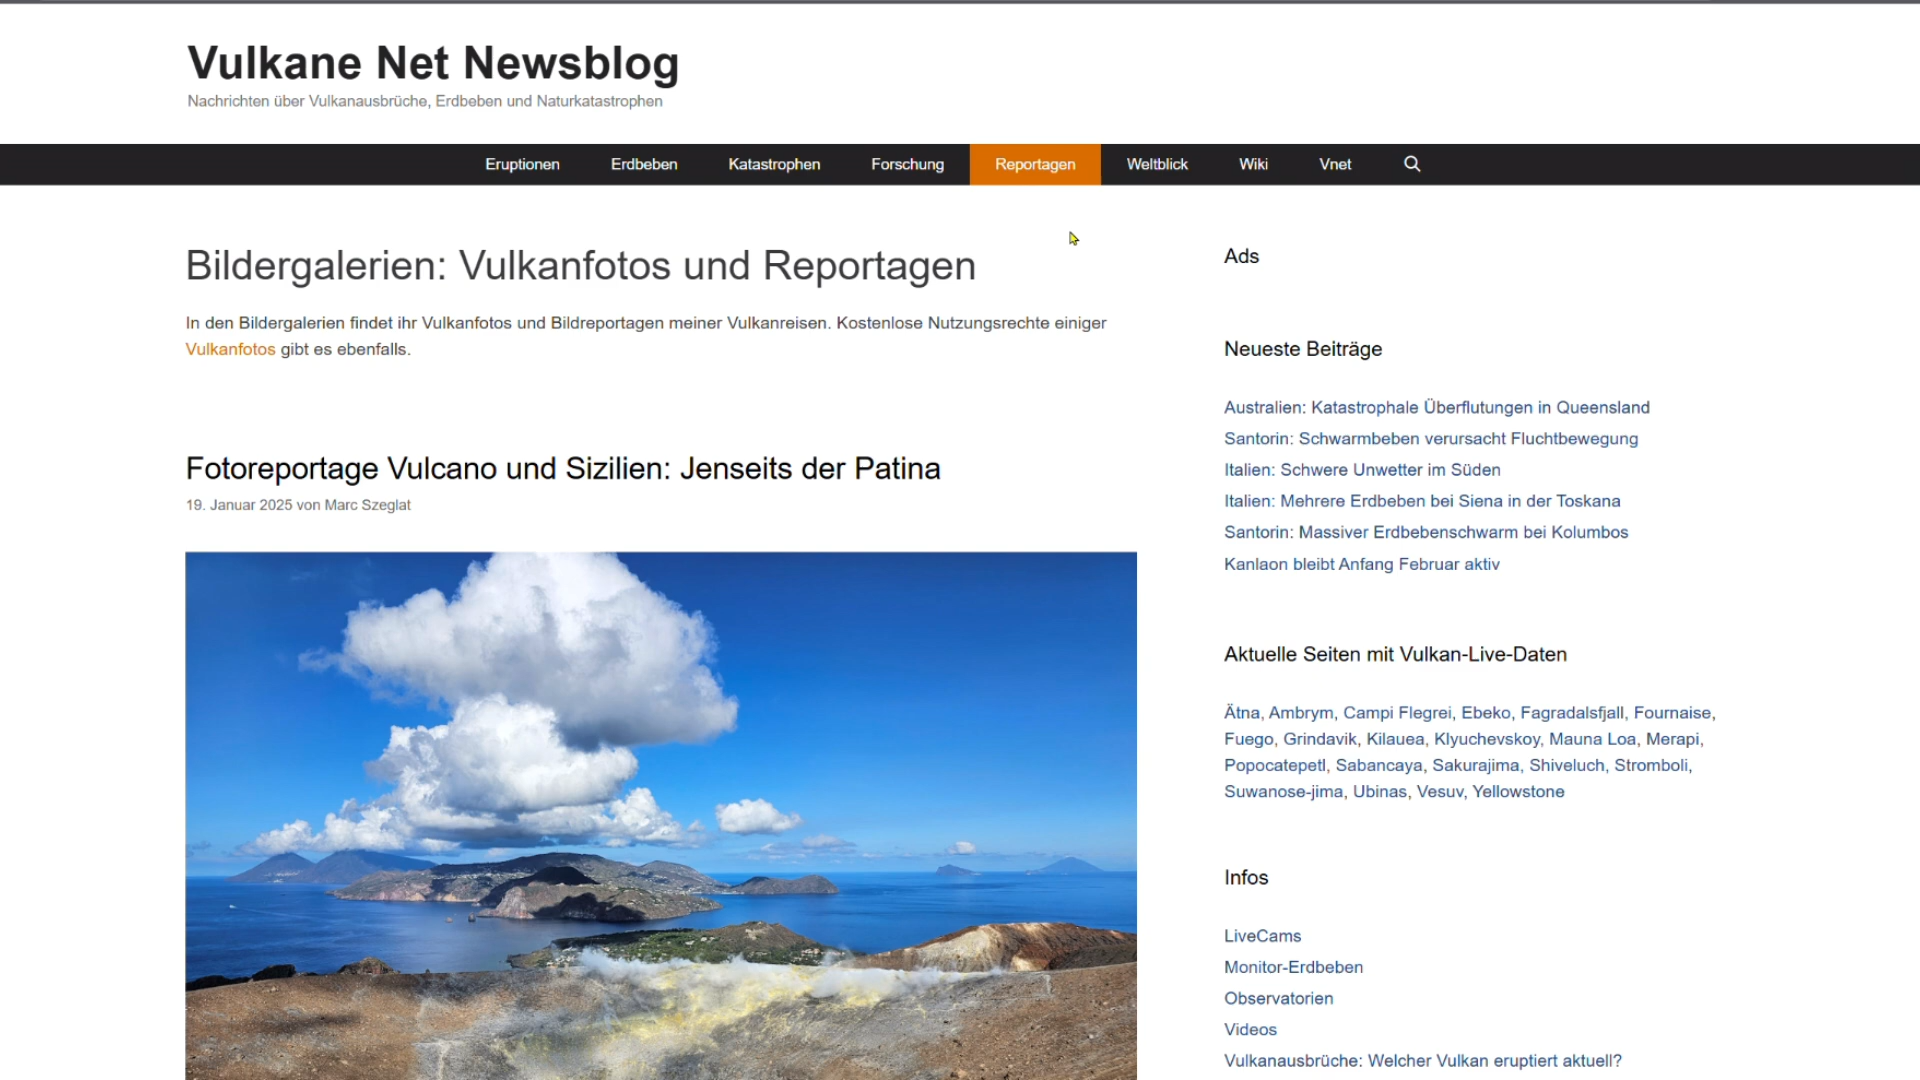 Vulkane Net Newsblog
Nachrichten über Vulkanausbrüche, Erdbeben und Naturkatastrophen
Eruptionen Erdbeben Katastrophen Forschung Reportagen Weltblick Wiki Vnet
Bildergalerien: Vulkanfotos und Reportagen
In den Bildergalerien findet ihr Vulkanfotos und Bildreportagen meiner Vulkanreisen. Kostenlose Nutzungsrechte einiger
Vulkanfotos gibt es ebenfalls.
Fotoreportage Vulcano und Sizilien: Jenseits der Patina
19. Januar 2025 von Marc Szeglat
Ads
Neueste Beiträge
Australien: Katastrophale Überflutungen in Queensland
Santorin: Schwarmbeben verursacht Fluchtbewegung
Italien: Schwere Unwetter im Süden
Italien: Mehrere Erdbeben bei Siena in der Toskana
Santorin: Massiver Erdbebenschwarm bei Kolumbos
Kanlaon bleibt Anfang Februar aktiv
Aktuelle Seiten mit Vulkan-Live-Daten
Ätna, Ambrym, Campi Flegrei, Ebeko, Fagradalsfjall, Fournaise,
Fuego, Grindavik, Kilauea, Klyuchevskoy, Mauna Loa, Merapi,
Popocatepetl, Sabancaya, Sakurajima, Shiveluch, Stromboli,
Suwanose-jima, Ubinas, Vesuv, Yellowstone
Infos
LiveCams
Monitor-Erdbeben
Observatorien
Videos
Vulkanausbrüche: Welcher Vulkan eruptiert aktuell?